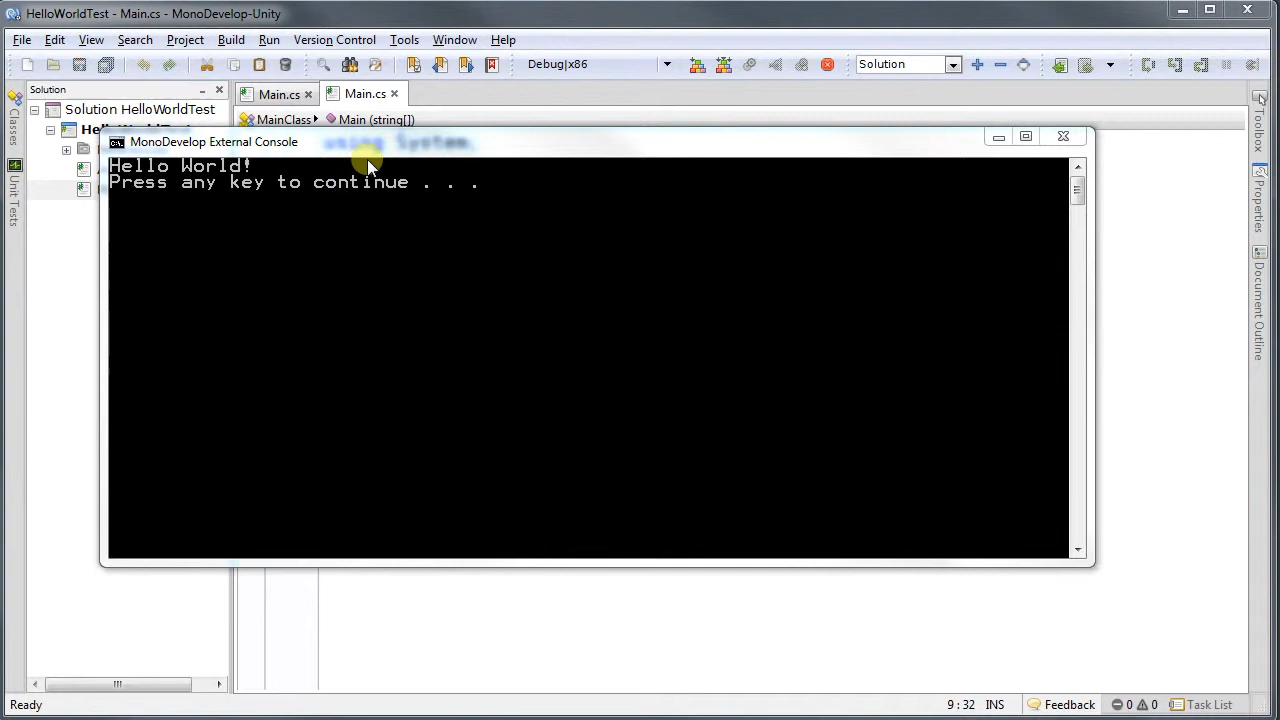 HelloWorldTest - Main.cs - MonoDevelop-Unity
File Edit View Search Project Build Run Version Control Tools Window Help
Debug|x86
Solution
Solution
Main.cs
Main.cs
Solution HelloWorldTest
MainClass
Main (string[])
using System
MonoDevelop External Console
Hello World!
Press any key to continue . . .
Classes
Unit Tests
Toolbox
Properties
Document Outline
Ready
9 : 32
INS
Feedback
0
0
Task List